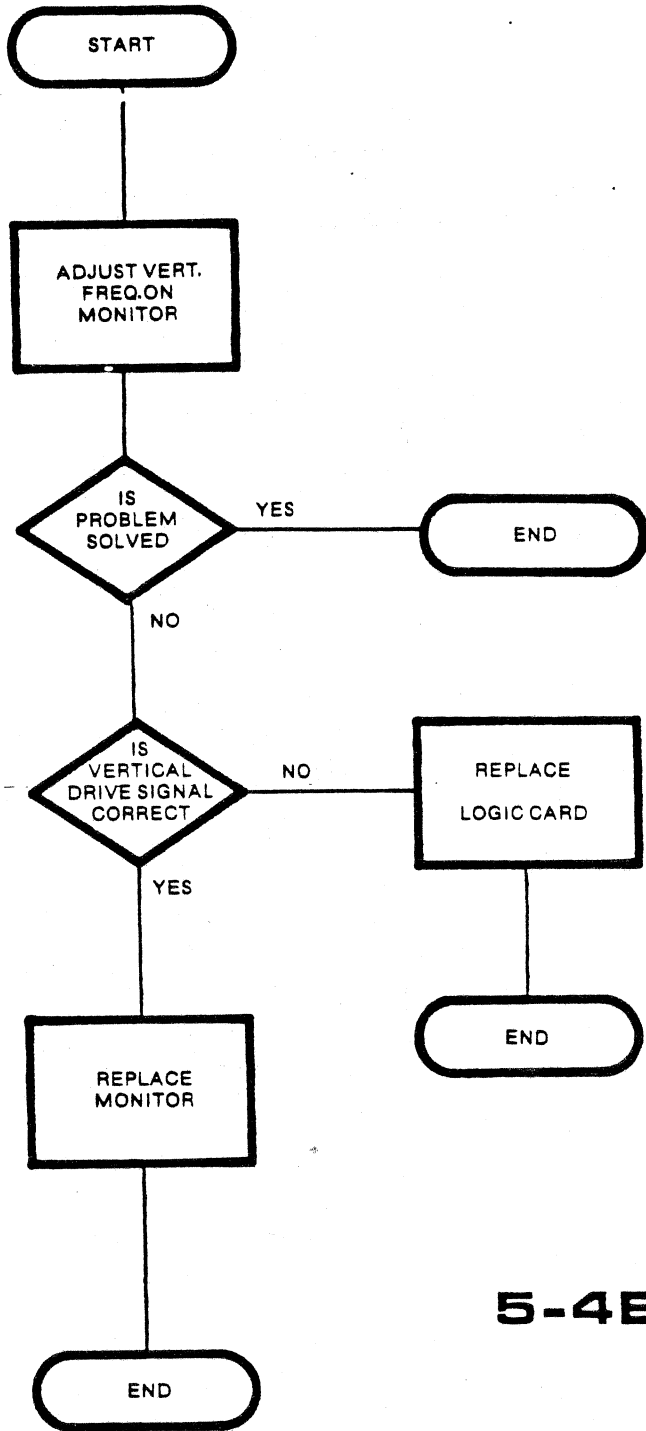 START
ADJUST VERT.
FREQ.ON
MONITOR
IS
PROBLEM
SOLVED
YES
END
NO
IS
VERTICAL
DRIVE SIGNAL
CORRECT
NO
REPLACE
LOGIC CARD
YES
END
REPLACE
MONITOR
5-4E
END